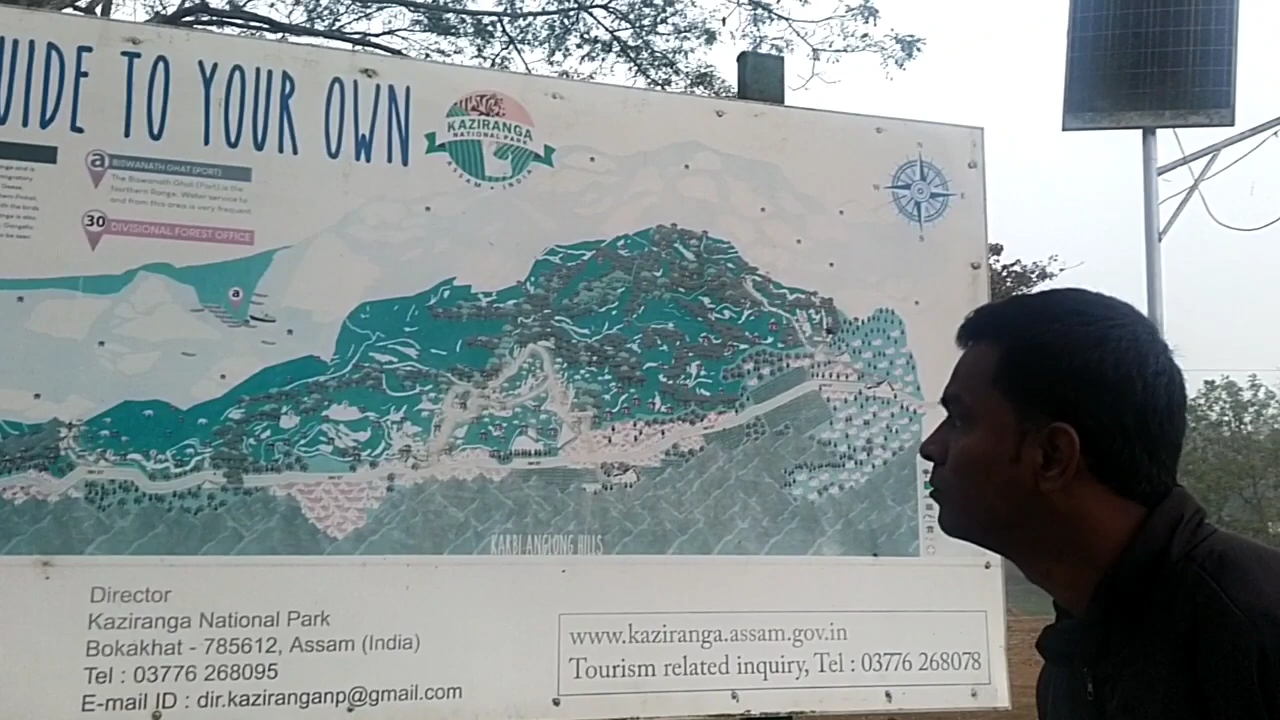 UIDE TO YOUR OWN
KAZIRANGA
NATIONAL PARK
ASSAM • INDIA
a BISWANATH GHAT (PORT)
The Biswanath Ghat (Port) is the
Northern Range. Water service to
and from this area is very frequent
30 DIVISIONAL FOREST OFFICE
N
W E
S
a
KARBI ANGLONG HILLS
Director
Kaziranga National Park
Bokakhat - 785612, Assam (India)
Tel : 03776 268095
E-mail ID : dir.kaziranganp@gmail.com
www.kaziranga.assam.gov.in
Tourism related inquiry, Tel : 03776 268078